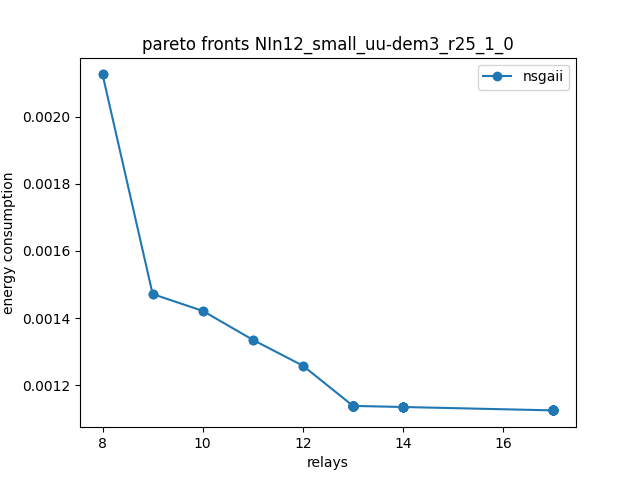 pareto fronts NIn12_small_uu-dem3_r25_1_0
nsgaii
energy consumption
0.0020
0.0018
0.0016
0.0014
0.0012
8 10 12 14 16
relays